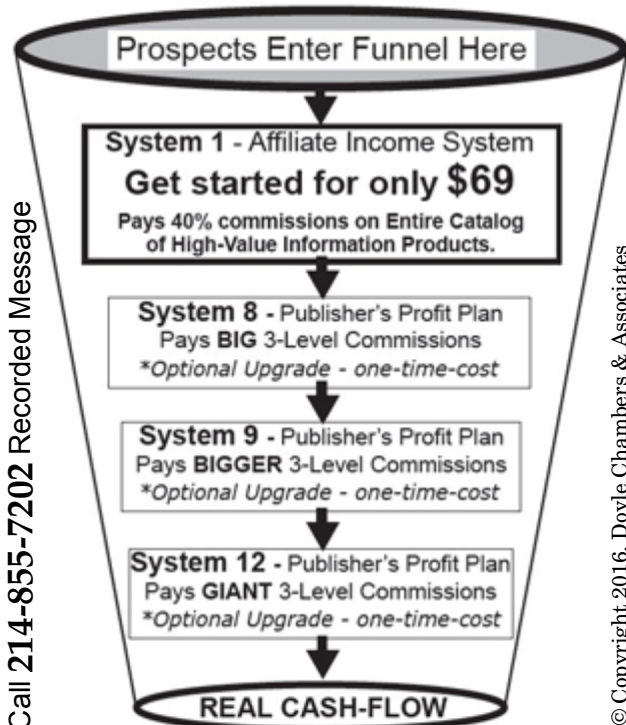 Prospects Enter Funnel Here
System 1 - Affiliate Income System
Get started for only $69
Pays 40% commissions on Entire Catalog
of High-Value Information Products.
System 8 - Publisher's Profit Plan
Pays BIG 3-Level Commissions
*Optional Upgrade - one-time-cost
System 9 - Publisher's Profit Plan
Pays BIGGER 3-Level Commissions
*Optional Upgrade - one-time-cost
System 12 - Publisher's Profit Plan
Pays GIANT 3-Level Commissions
*Optional Upgrade - one-time-cost
REAL CASH-FLOW
Call 214-855-7202 Recorded Message
© Copyright 2016, Doyle Chambers & Associates